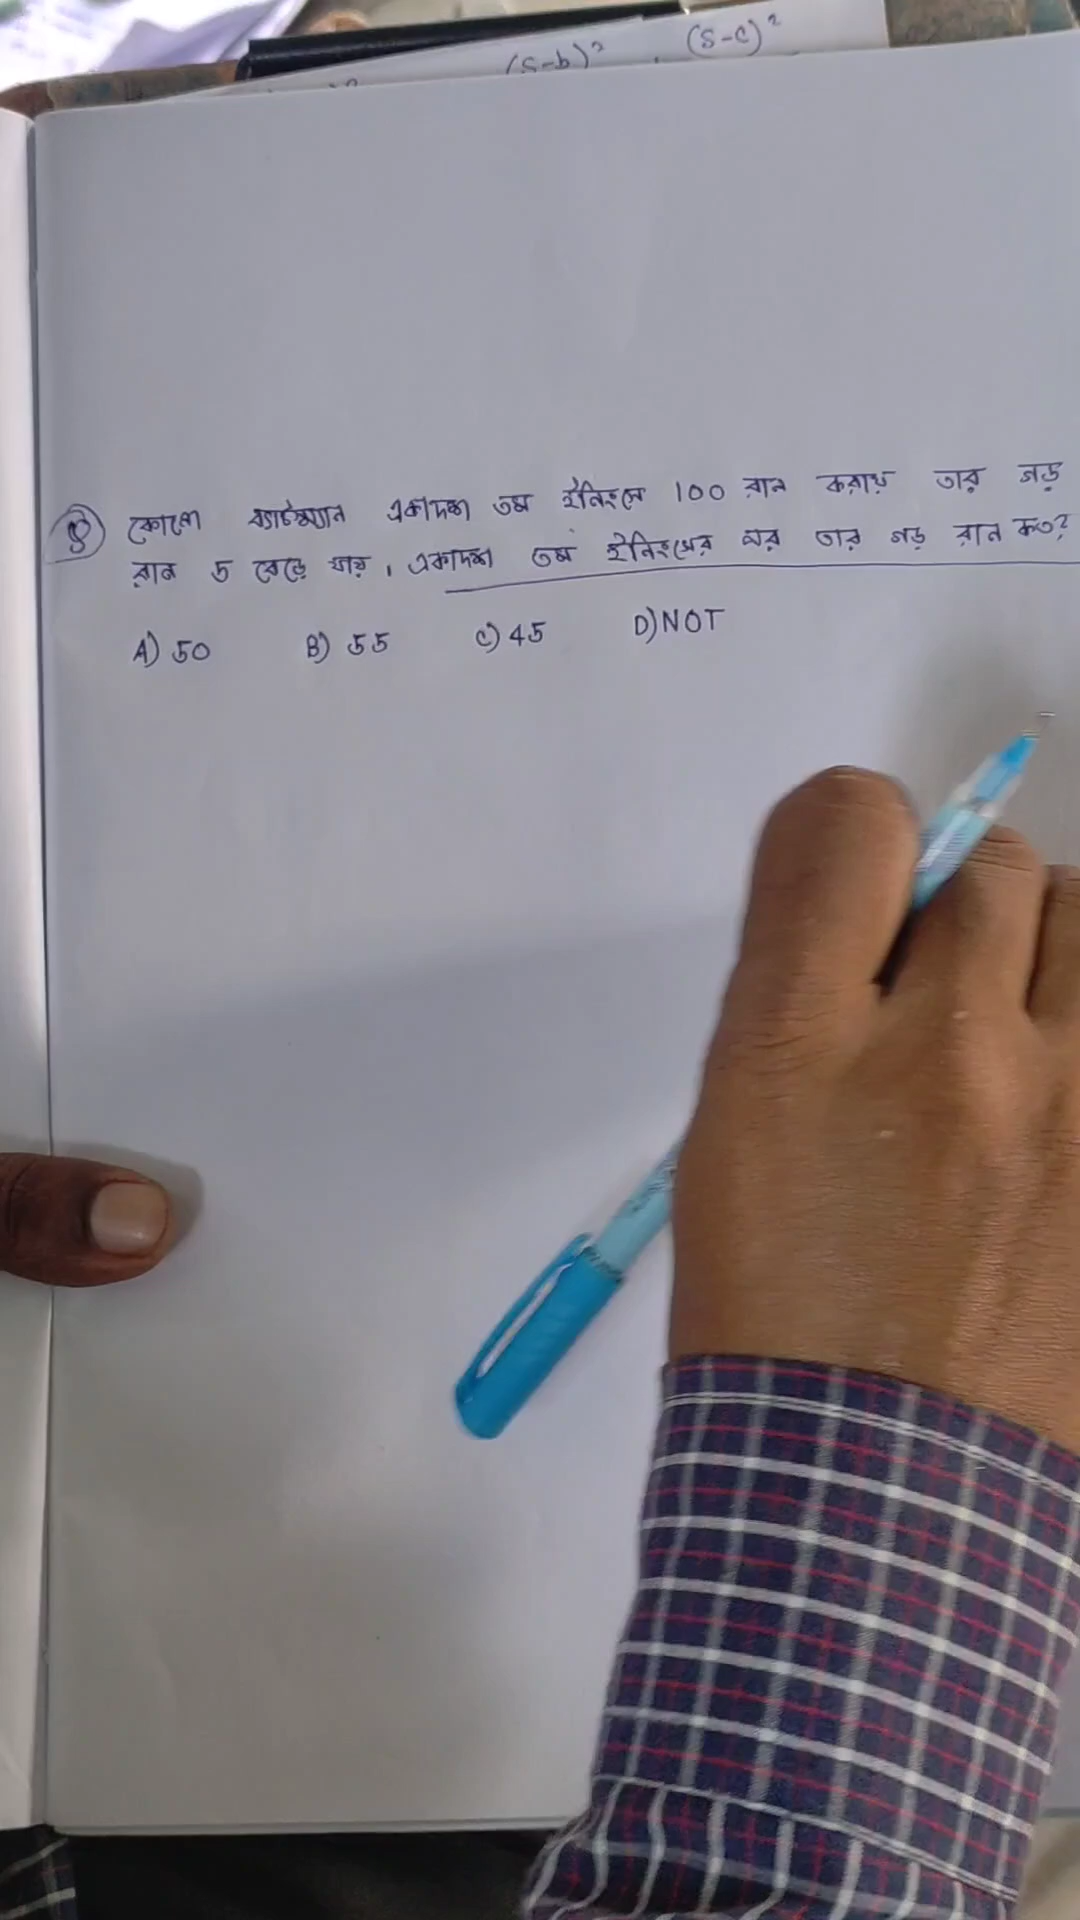 (S-b)² (S-c)²
Q কোনো ব্যাটসম্যান একাদশ তম ইনিংসে 100 রান করায় তার গড়
রান 5 বেড়ে যায়। একাদশ তম ইনিংসের পর তার গড় রান কত?
A) 50 B) 55 C) 45 D) NOT